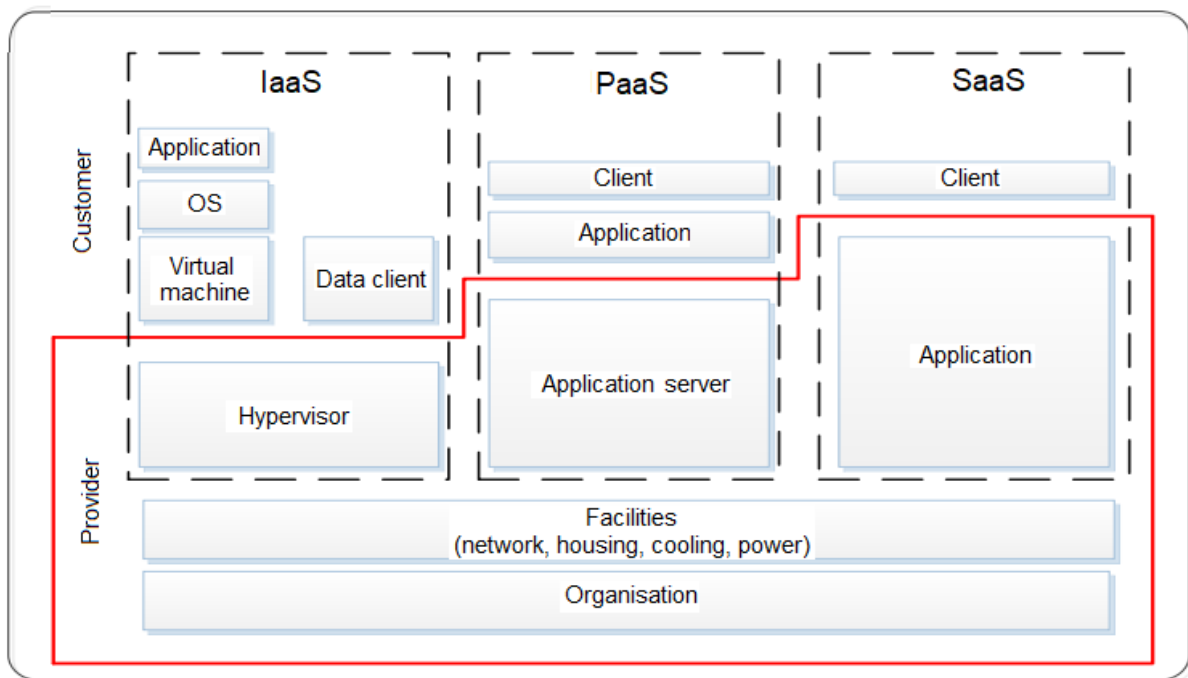 IaaS
PaaS
SaaS
Customer
Application
OS
Virtual
machine
Data client
Client
Application
Client
Provider
Hypervisor
Application server
Application
Facilities
(network, housing, cooling, power)
Organisation